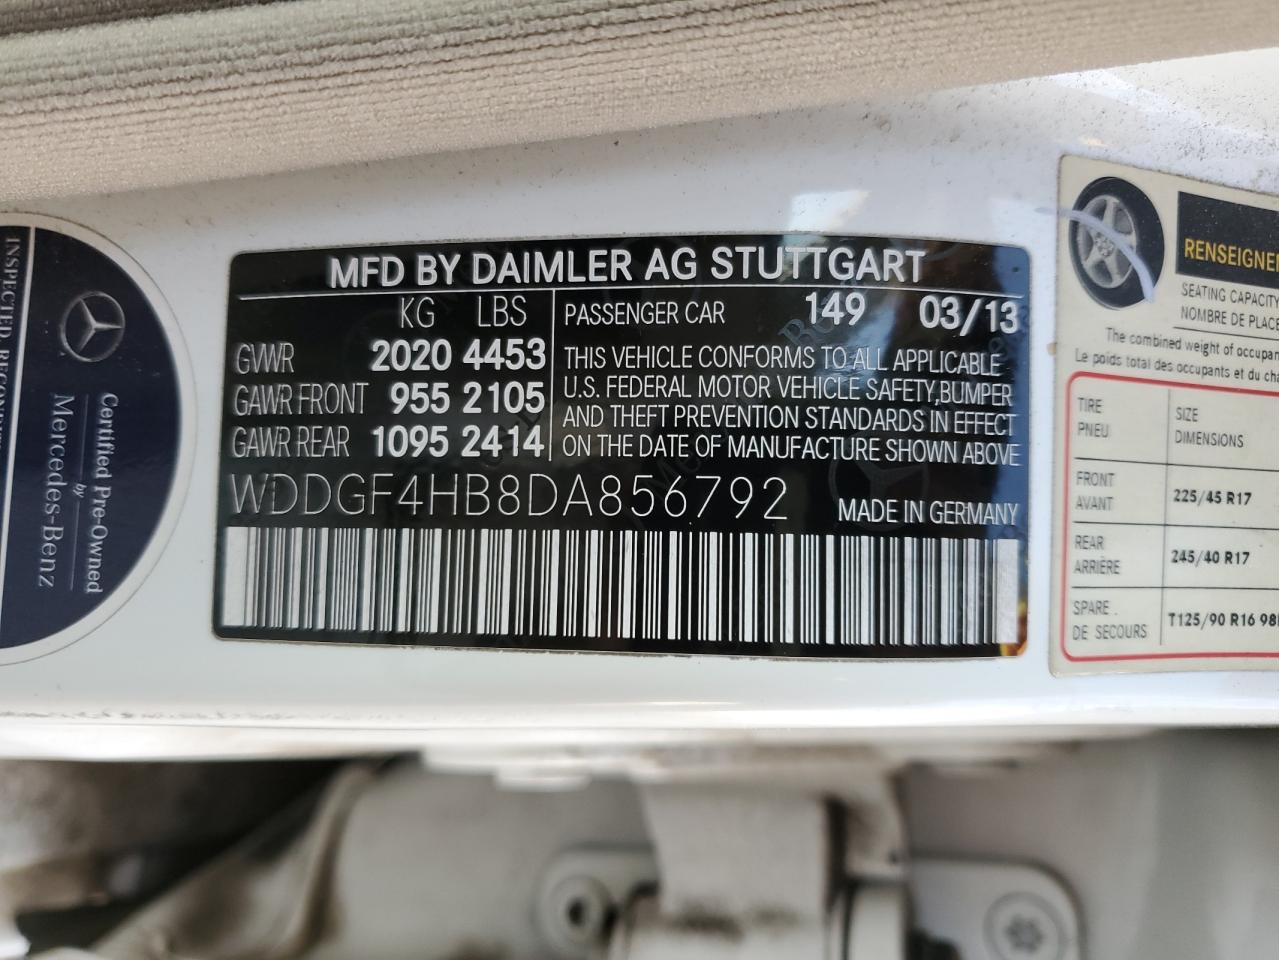 MFD BY DAIMLER AG STUTTGART
KG LBS
GVWR 2020 4453
GAWR FRONT 955 2105
GAWR REAR 1095 2414
PASSENGER CAR 149 03/13
THIS VEHICLE CONFORMS TO ALL APPLICABLE
U.S. FEDERAL MOTOR VEHICLE SAFETY,BUMPER
AND THEFT PREVENTION STANDARDS IN EFFECT
ON THE DATE OF MANUFACTURE SHOWN ABOVE
WDDGF4HB8DA856792
MADE IN GERMANY
Certified Pre-Owned
by
Mercedes-Benz
INSPECTED,
SEATING CAPACITY
NOMBRE DE PLACE
The combined weight of
Le poids total des occupants et du
TIRE SIZE
PNEU DIMENSIONS
FRONT
AVANT
225/45 R17
REAR
ARRIÈRE
245/40 R17
SPARE
DE SECOURS
T125/90 R16